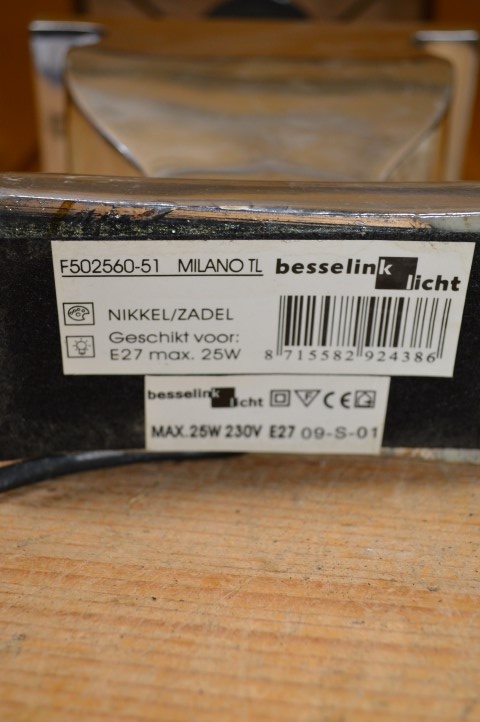 F502560-51 MILANO TL besselink licht
NIKKEL/ZADEL
Geschikt voor:
E27 max. 25W
8 715582 924386
besselink licht CE
MAX.25W 230V E27 09-S-01